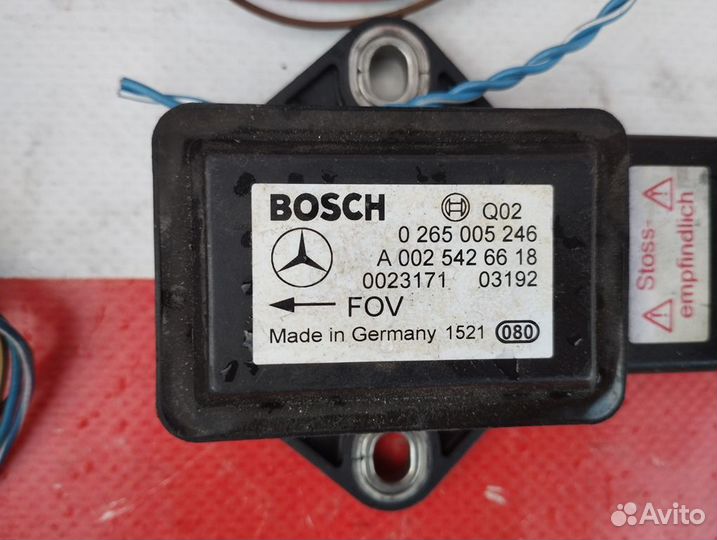 BOSCH Q02
0 265 005 246
A 002 542 66 18
0023171 03192
FOV
Made in Germany 1521 080
Stoss-
empfindlich
Avito